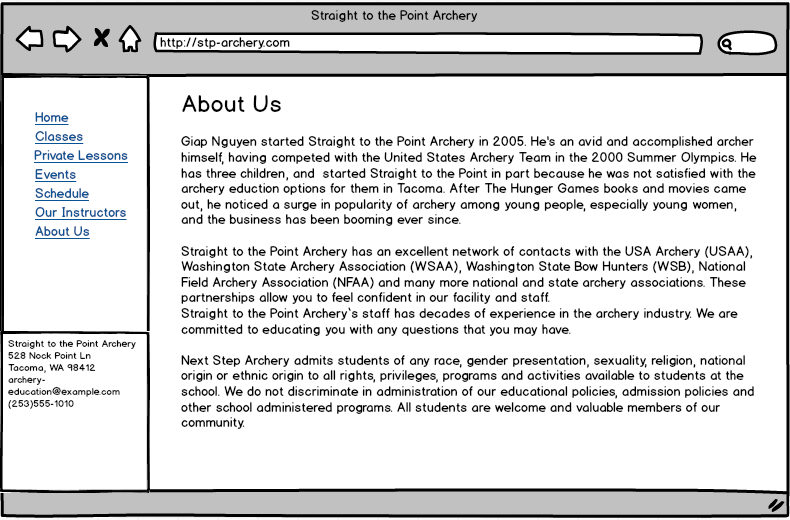 Straight to the Point Archery
http://stp-archery.com
Home
Classes
Private Lessons
Events
Schedule
Our Instructors
About Us
Straight to the Point Archery
528 Nock Point Ln
Tacoma, WA 98412
archery-
education@example.com
(253)555-1010
About Us
Giap Nguyen started Straight to the Point Archery in 2005. He's an avid and accomplished archer
himself, having competed with the United States Archery Team in the 2000 Summer Olympics. He
has three children, and  started Straight to the Point in part because he was not satisfied with the
archery eduction options for them in Tacoma. After The Hunger Games books and movies came
out, he noticed a surge in popularity of archery among young people, especially young women,
and the business has been booming ever since.
Straight to the Point Archery has an excellent network of contacts with the USA Archery (USAA),
Washington State Archery Association (WSAA), Washington State Bow Hunters (WSB), National
Field Archery Association (NFAA) and many more national and state archery associations. These
partnerships allow you to feel confident in our facility and staff.
Straight to the Point Archery`s staff has decades of experience in the archery industry. We are
committed to educating you with any questions that you may have.
Next Step Archery admits students of any race, gender presentation, sexuality, religion, national
origin or ethnic origin to all rights, privileges, programs and activities available to students at the
school. We do not discriminate in administration of our educational policies, admission policies and
other school administered programs. All students are welcome and valuable members of our
community.